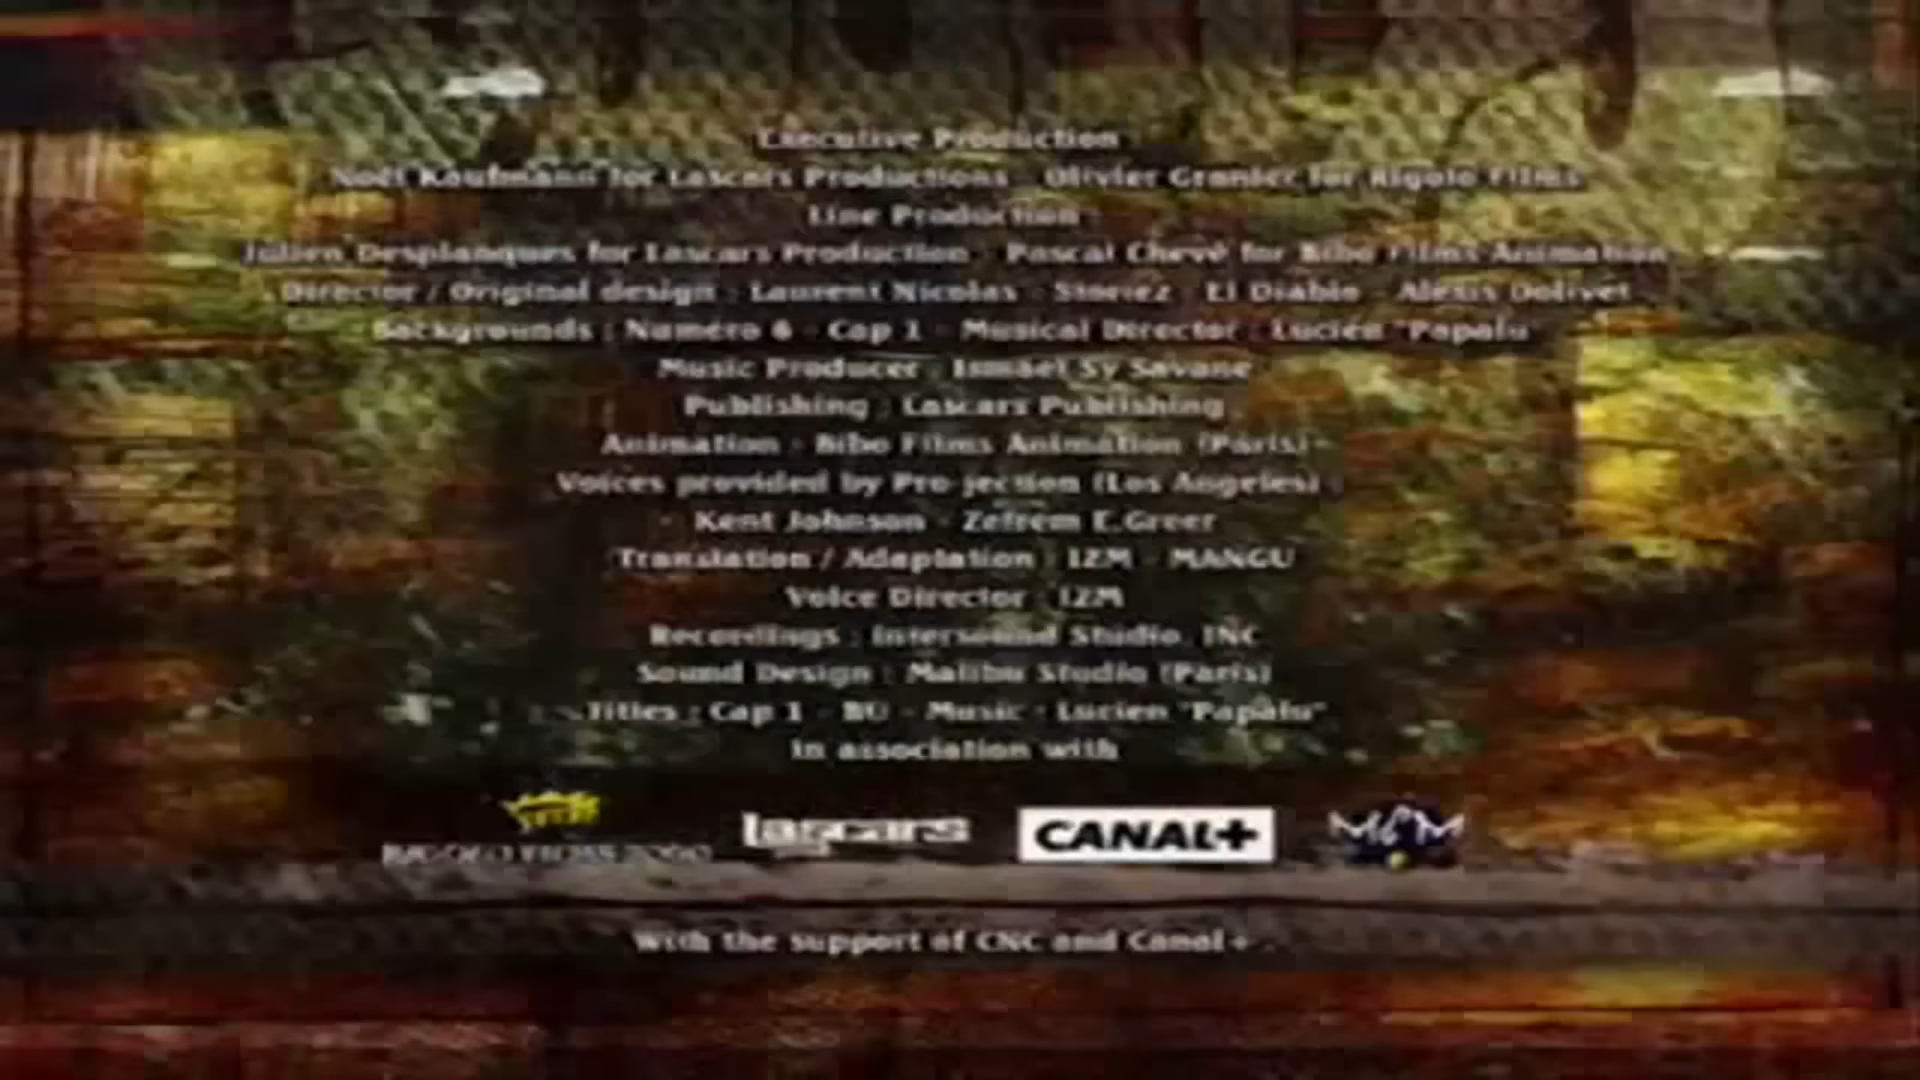 Executive Production
Noël Kaufmann for Lascars Productions - Olivier Granier for Rigolo Films
Line Production
Julien Desplanques for Lascars Production - Pascal Chevé for Bibo Films Animation
Director / Original design : Laurent Nicolas - El Diablo - Alexis Dolivet
Backgrounds : Numéro 6 - Cap 1 - Musical Director : Lucien "Papalu"
Music Producer : Ismaël Sy Savane
Publishing : Lascars Publishing
Animation : Bibo Films Animation (Paris)
Voices provided by Pro jection (Los Angeles) :
Kent Johnson - Zefrem E.Greer
Translation / Adaptation : IZM - MANGU
Voice Director : IZM
Recordings : Intersound Studio, INC
Sound Design : Malibu Studio (Paris)
Titles : Cap 1 - BU - Music : Lucien "Papalu"
In association with
lascars CANAL+
With the support of CNC and Canal+ .